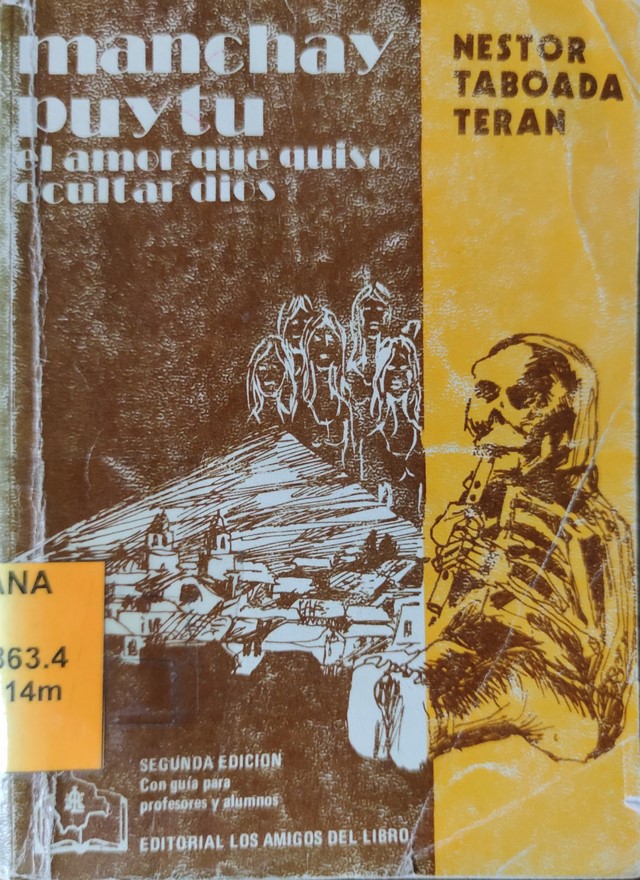 manchay
puytu
el amor que quiso
ocultar dios
NESTOR
TABOADA
TERAN
ANA
363.4
14m
SEGUNDA EDICION
Con guía para
profesores y alumnos
EDITORIAL LOS AMIGOS DEL LIBRO